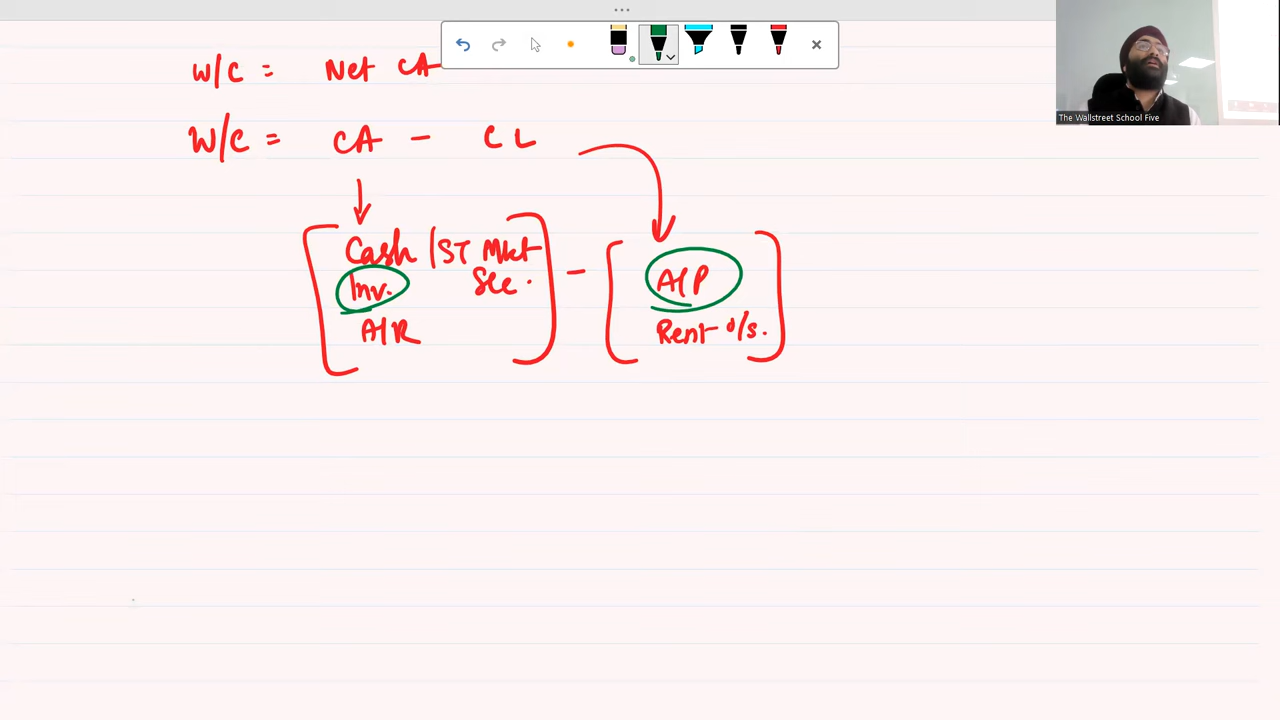 W/C = Net CA
The Wallstreet School Five
W/C = CA - CL
Cash / ST Mkt Sec.
Inv.
A/R
-
A/P
Rent o/s.